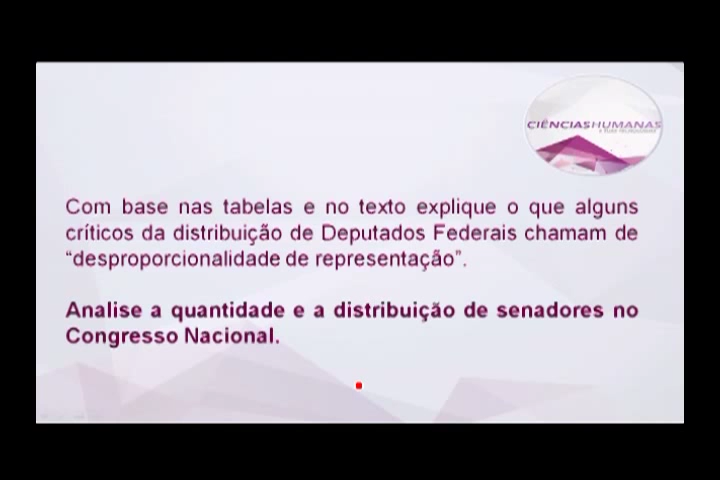 CIÊNCIASHUMANAS
Com base nas tabelas e no texto explique o que alguns
críticos da distribuição de Deputados Federais chamam de
“desproporcionalidade de representação”.
Analise a quantidade e a distribuição de senadores no
Congresso Nacional.